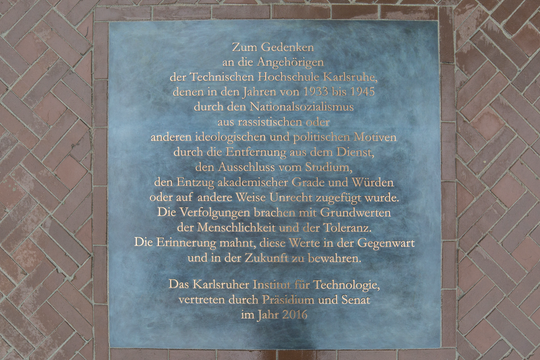 Zum Gedenken
an die Angehörigen
der Technischen Hochschule Karlsruhe,
denen in den Jahren von 1933 bis 1945
durch den Nationalsozialismus
aus rassistischen oder
anderen ideologischen und politischen Motiven
durch die Entfernung aus dem Dienst,
den Ausschluss vom Studium,
den Entzug akademischer Grade und Würden
oder auf andere Weise Unrecht zugefügt wurde.
Die Verfolgungen brachen mit Grundwerten
der Menschlichkeit und der Toleranz.
Die Erinnerung mahnt, diese Werte in der Gegenwart
und in der Zukunft zu bewahren.
Das Karlsruher Institut für Technologie,
vertreten durch Präsidium und Senat
im Jahr 2016